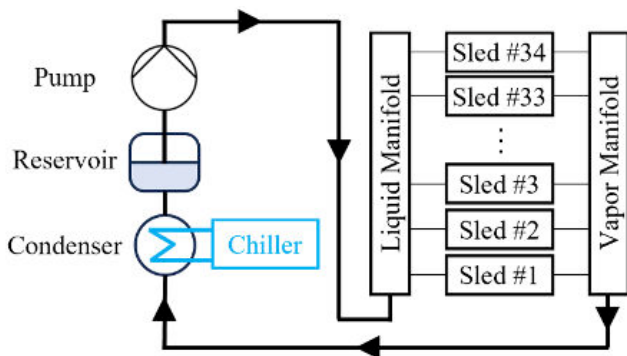 Pump
Reservoir
Condenser
Chiller
Liquid Manifold
Sled #34
Sled #33
⋮
Sled #3
Sled #2
Sled #1
Vapor Manifold